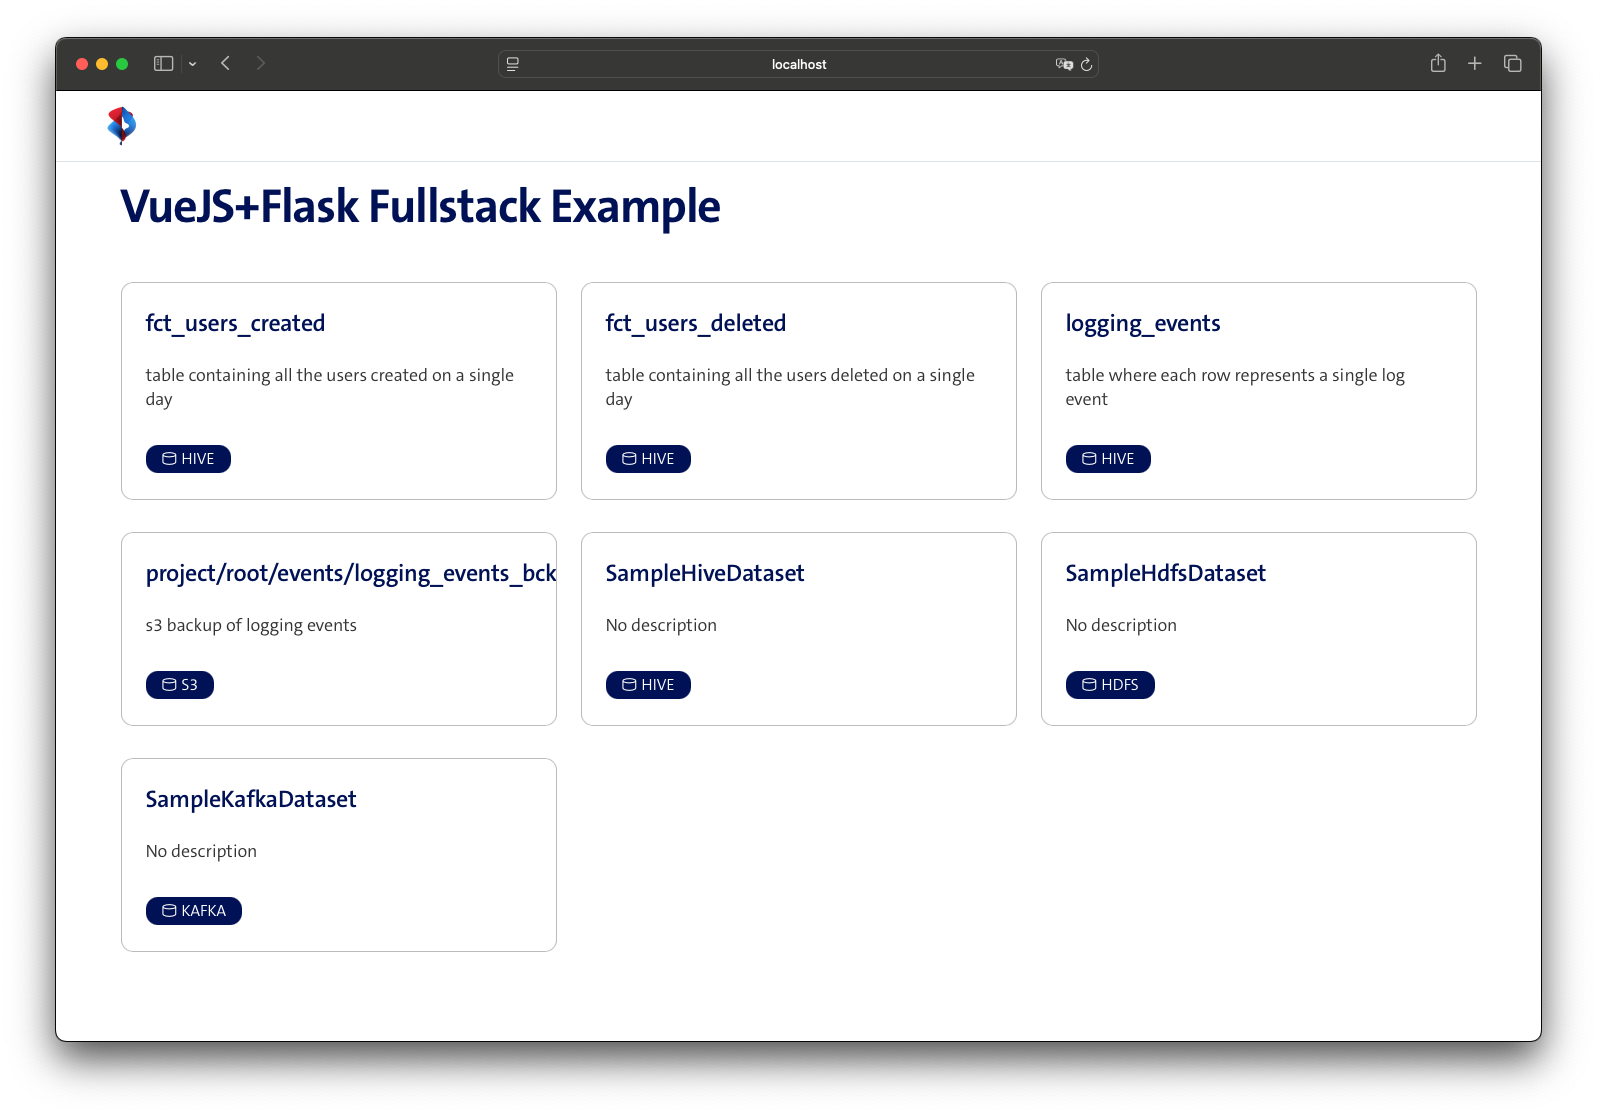 localhost
VueJS+Flask Fullstack Example
fct_users_created
table containing all the users created on a single
day
HIVE
fct_users_deleted
table containing all the users deleted on a single
day
HIVE
logging_events
table where each row represents a single log
event
HIVE
project/root/events/logging_events_bck
s3 backup of logging events
S3
SampleHiveDataset
No description
HIVE
SampleHdfsDataset
No description
HDFS
SampleKafkaDataset
No description
KAFKA